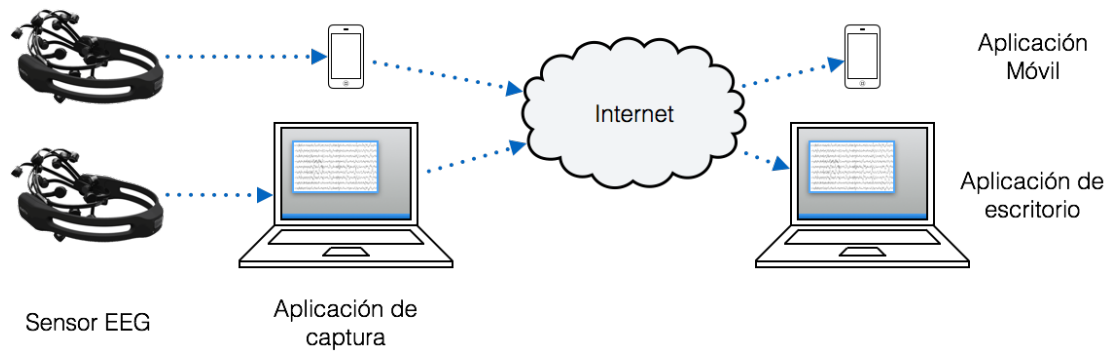 Aplicación
Móvil
Internet
Aplicación de
escritorio
Sensor EEG
Aplicación de
captura